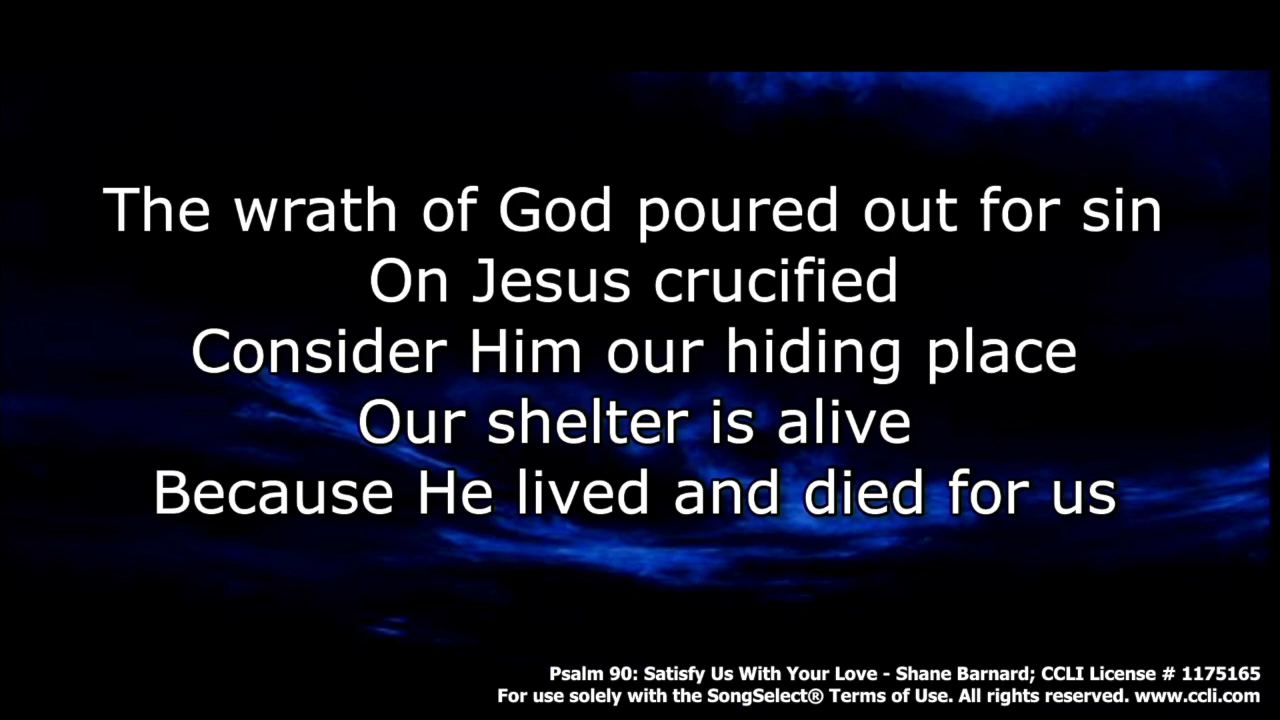 The wrath of God poured out for sin
On Jesus crucified
Consider Him our hiding place
Our shelter is alive
Because He lived and died for us
Psalm 90: Satisfy Us With Your Love - Shane Barnard; CCLI License # 1175165
For use solely with the SongSelect® Terms of Use. All rights reserved. www.ccli.com